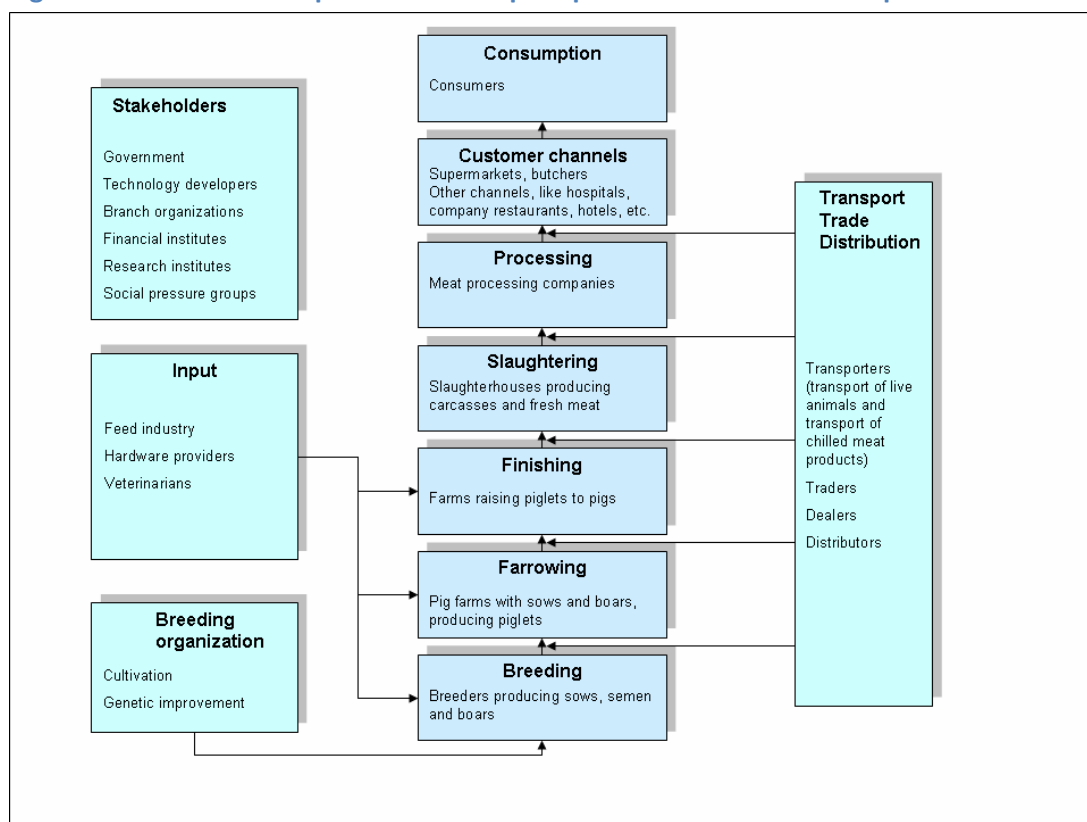 Consumption
Consumers
Stakeholders
Government
Technology developers
Branch organizations
Financial institutes
Research institutes
Social pressure groups
Customer channels
Supermarkets, butchers
Other channels, like hospitals,
company restaurants, hotels, etc.
Transport
Trade
Distribution
Transporters
(transport of live
animals and
transport of
chilled meat
products)
Traders
Dealers
Distributors
Processing
Meat processing companies
Input
Feed industry
Hardware providers
Veterinarians
Slaughtering
Slaughterhouses producing
carcasses and fresh meat
Finishing
Farms raising piglets to pigs
Farrowing
Pig farms with sows and boars,
producing piglets
Breeding
organization
Cultivation
Genetic improvement
Breeding
Breeders producing sows, semen
and boars